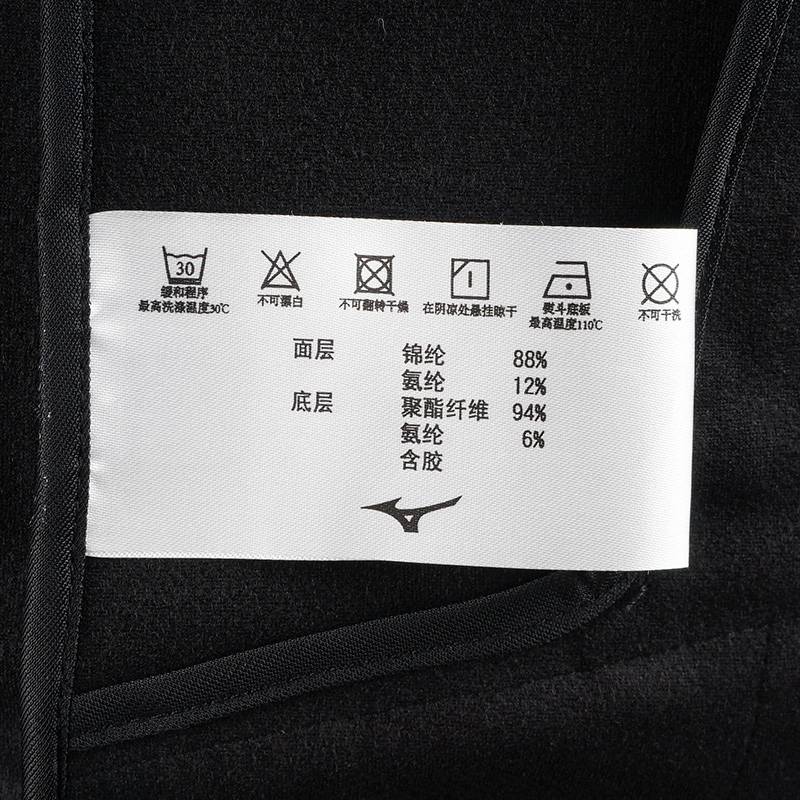 30
缓和程序
最高洗涤温度30℃
不可漂白
不可翻转干燥
在阴凉处悬挂晾干
熨斗底板
最高温度110℃
不可干洗
面层 锦纶 88%
氨纶 12%
底层 聚酯纤维 94%
氨纶 6%
含胶